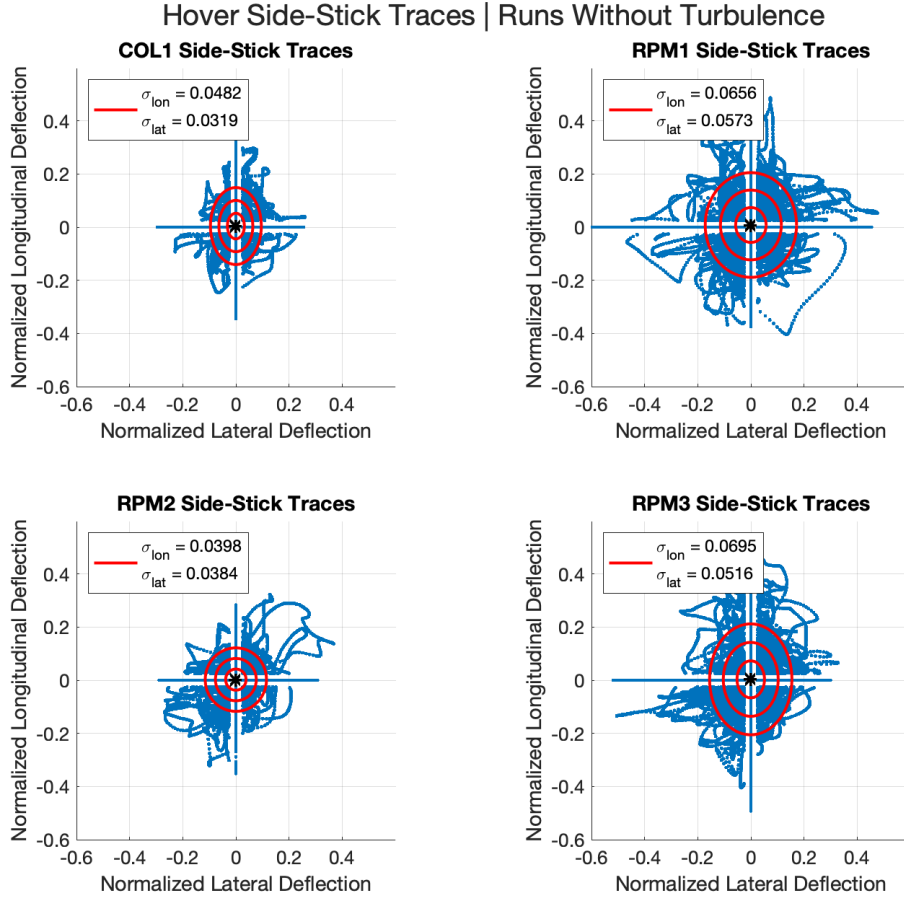 Hover Side-Stick Traces | Runs Without Turbulence
COL1 Side-Stick Traces
σlon = 0.0482
σlat = 0.0319
Normalized Longitudinal Deflection
0.4
0.2
0
-0.2
-0.4
-0.6
-0.6 -0.4 -0.2 0 0.2 0.4
Normalized Lateral Deflection
RPM1 Side-Stick Traces
σlon = 0.0656
σlat = 0.0573
Normalized Longitudinal Deflection
0.4
0.2
0
-0.2
-0.4
-0.6
-0.6 -0.4 -0.2 0 0.2 0.4
Normalized Lateral Deflection
RPM2 Side-Stick Traces
σlon = 0.0398
σlat = 0.0384
Normalized Longitudinal Deflection
0.4
0.2
0
-0.2
-0.4
-0.6
-0.6 -0.4 -0.2 0 0.2 0.4
Normalized Lateral Deflection
RPM3 Side-Stick Traces
σlon = 0.0695
σlat = 0.0516
Normalized Longitudinal Deflection
0.4
0.2
0
-0.2
-0.4
-0.6
-0.6 -0.4 -0.2 0 0.2 0.4
Normalized Lateral Deflection